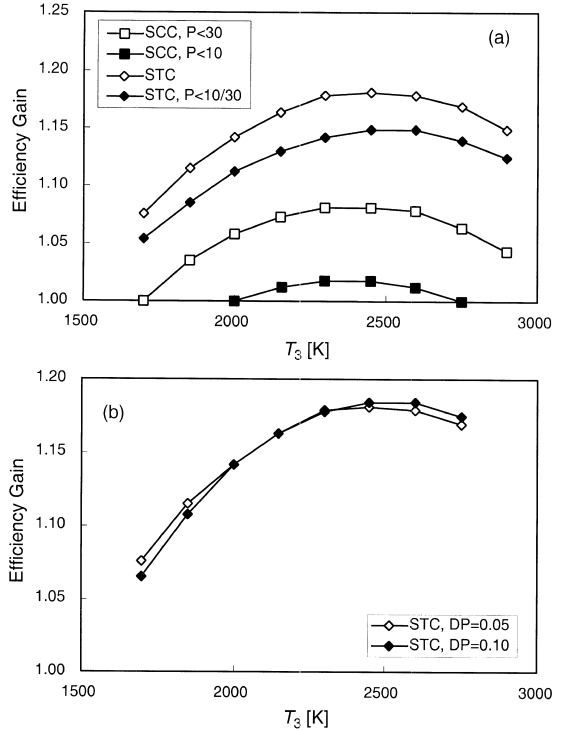 1.25
SCC, P<30
SCC, P<10
STC
STC, P<10/30
(a)
1.20
1.15
1.10
1.05
1.00
Efficiency Gain
1500
2000
2500
3000
T3 [K]
1.20
(b)
1.15
1.10
1.05
1.00
Efficiency Gain
STC, DP=0.05
STC, DP=0.10
1500
2000
2500
3000
T3 [K]